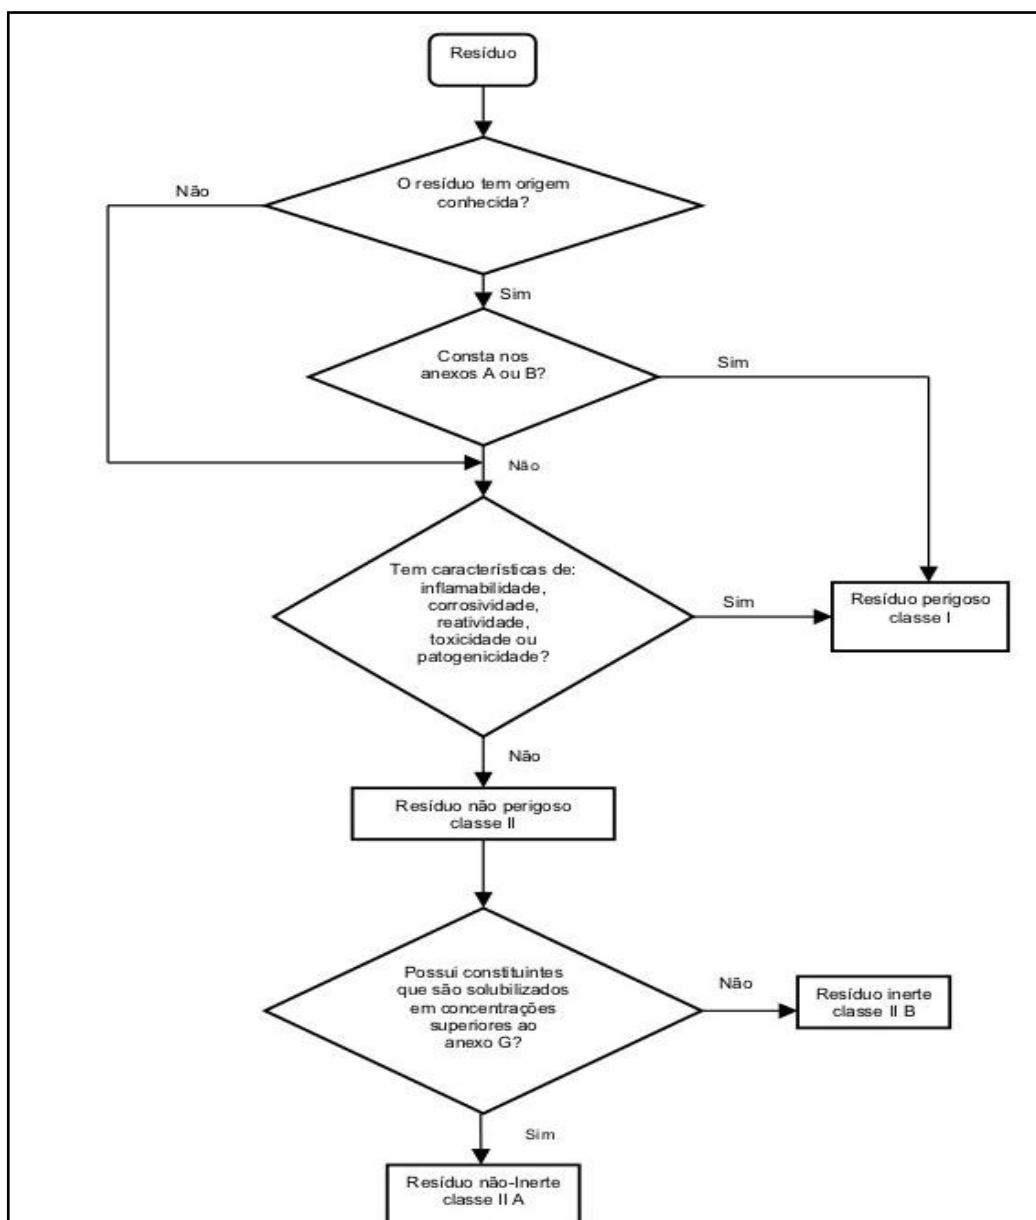 Resíduo
O resíduo tem origem
conhecida?
Não
Sim
Consta nos
anexos A ou B?
Sim
Não
Tem características de:
inflamabilidade,
corrosividade,
reatividade,
toxicidade ou
patogenicidade?
Sim
Resíduo perigoso
classe I
Não
Resíduo não perigoso
classe II
Possui constituintes
que são solubilizados
em concentrações
superiores ao
anexo G?
Não
Resíduo inerte
classe II B
Sim
Resíduo não-Inerte
classe II A